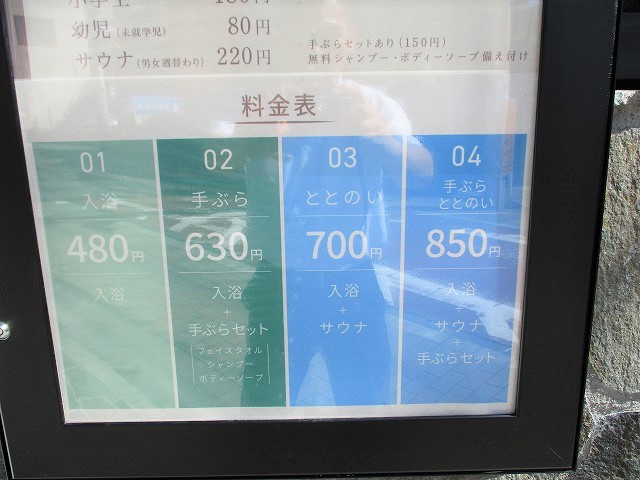 小学生
幼児(未就学児) 80円
サウナ(男女週替わり) 220円
手ぶらセットあり(150円)
無料シャンプー・ボディーソープ備え付け
料金表
01
入浴
480円
入浴
02
手ぶら
630円
入浴
+
手ぶらセット
フェイスタオル
シャンプー
ボディーソープ
03
ととのい
700円
入浴
+
サウナ
04
手ぶら
ととのい
850円
入浴
+
サウナ
+
手ぶらセット